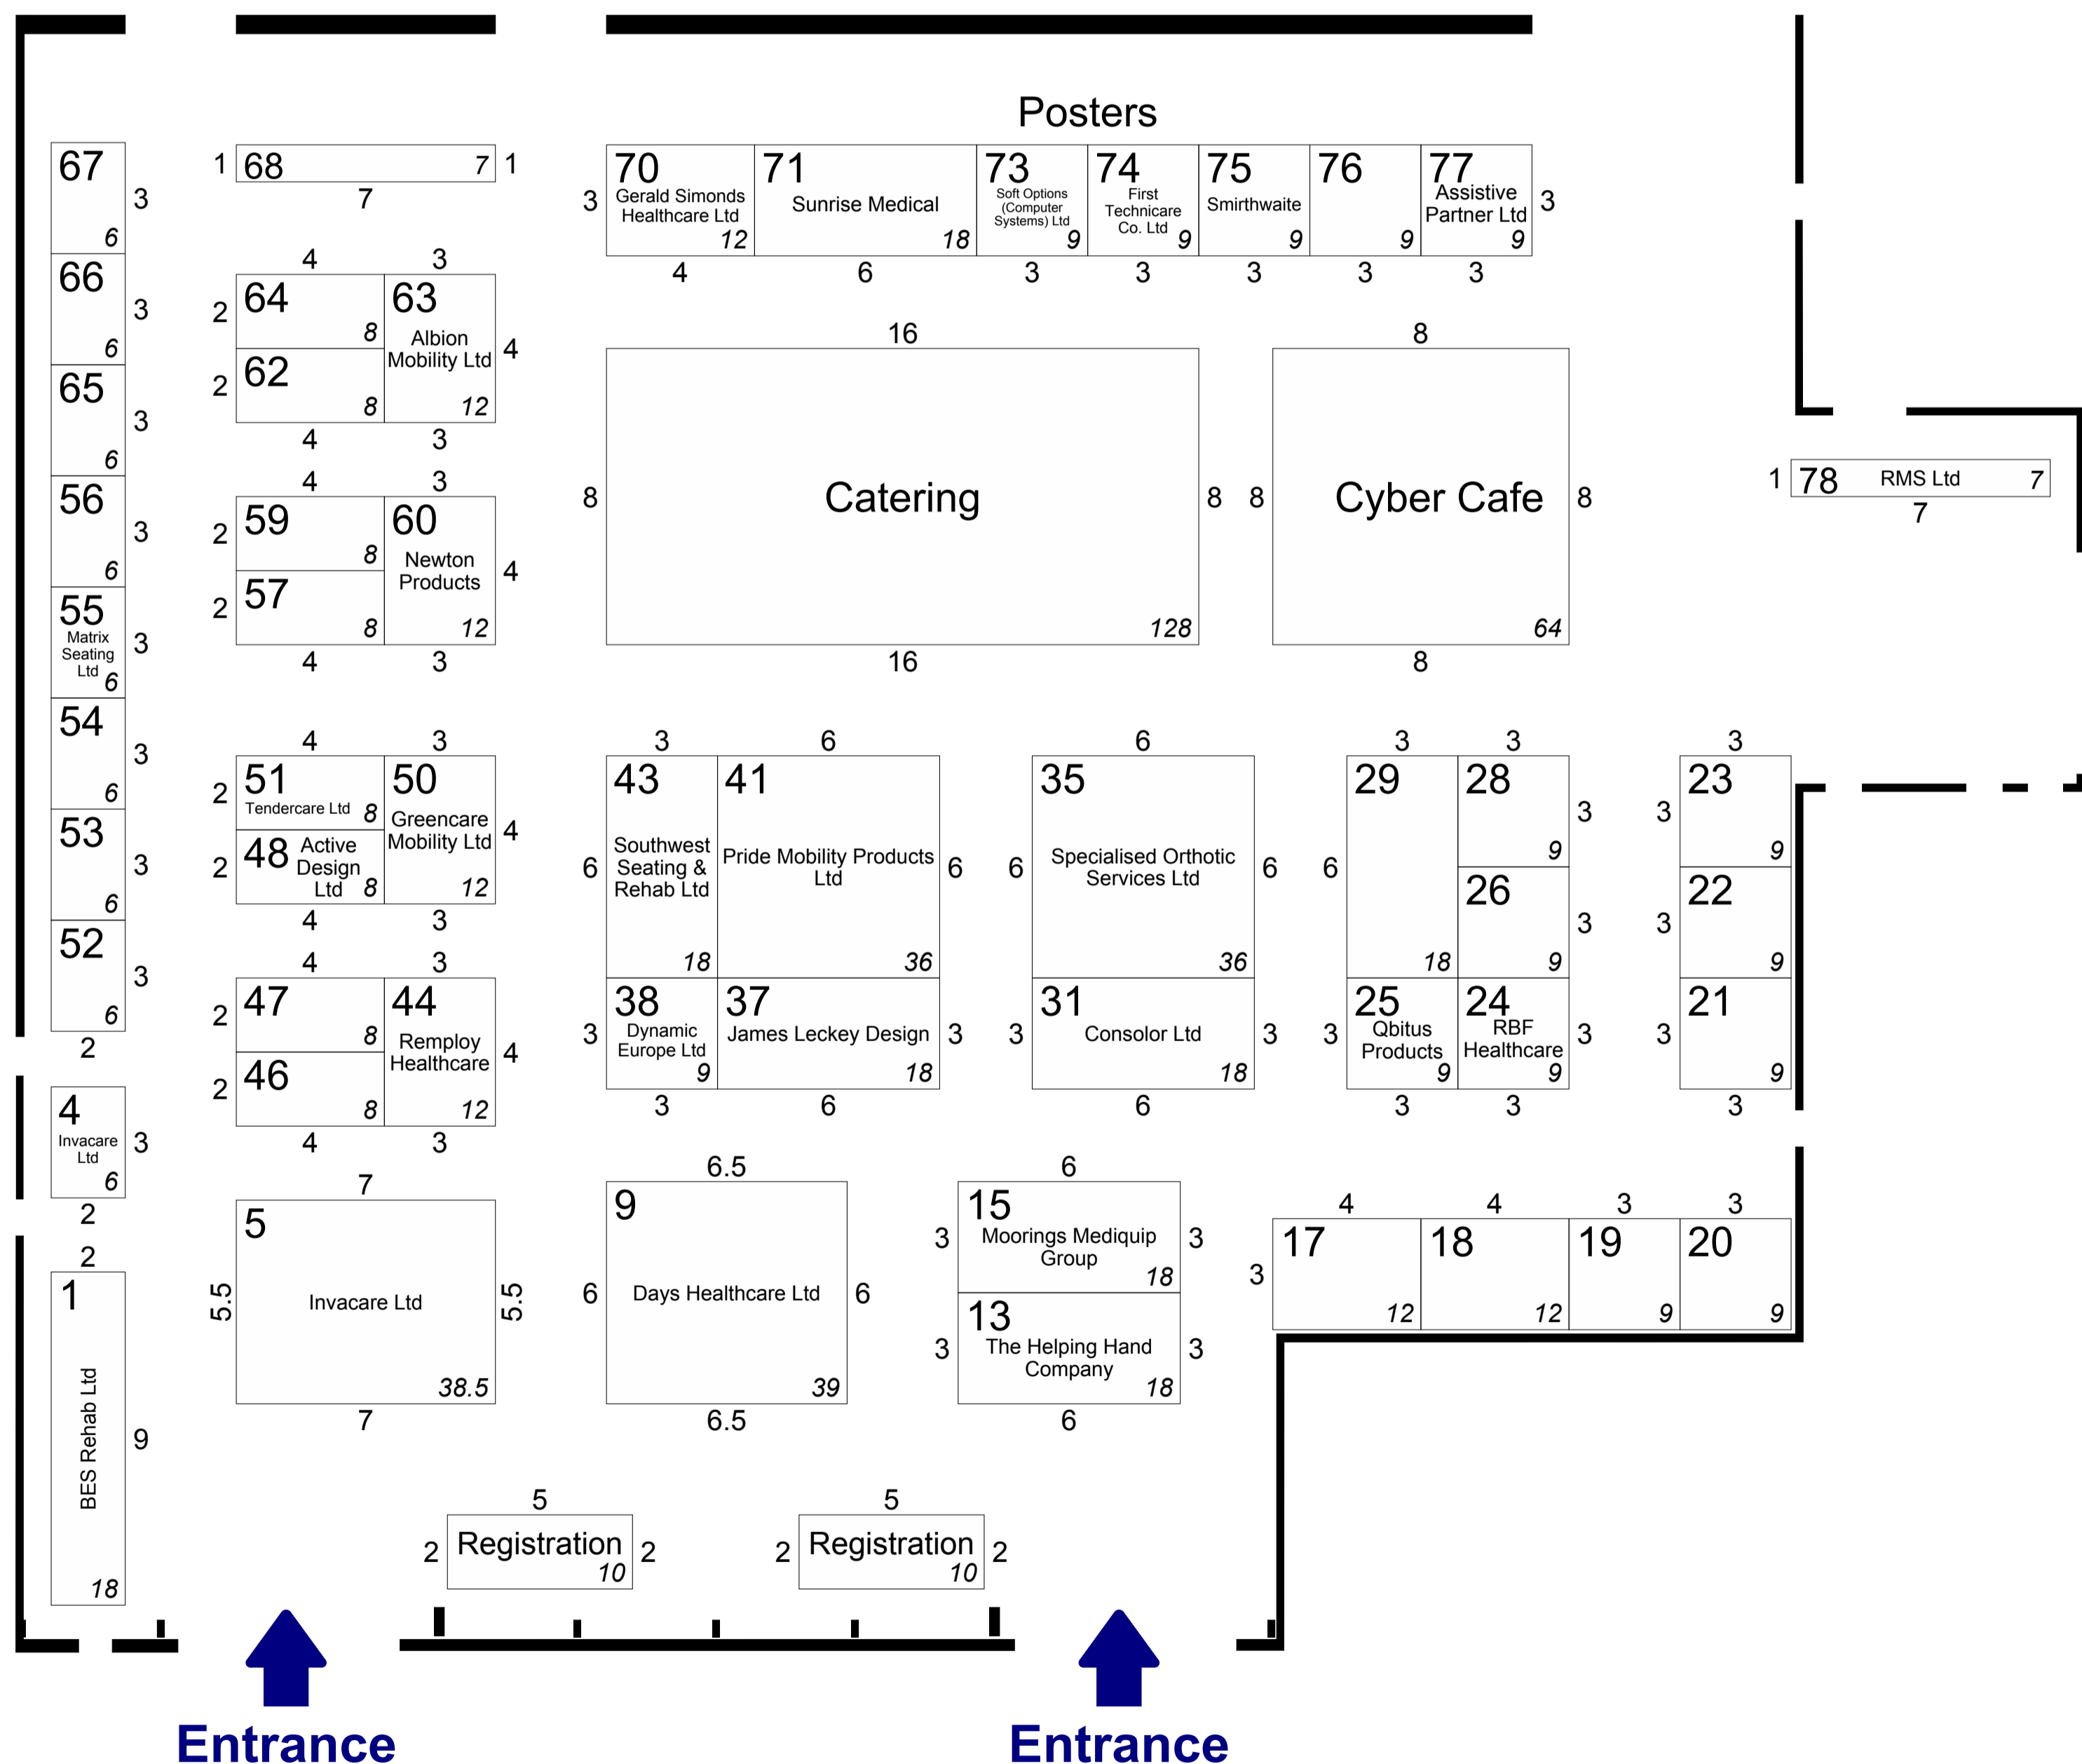 Posters
67
3
6
66
3
6
65
3
6
56
3
6
55
Matrix
Seating
Ltd
3
6
54
3
6
53
3
6
52
3
6
2
4
Invacare
Ltd
3
6
2
2
1
BES Rehab Ltd
9
18
1 68 7 1
7
4 3
2 64 8
63
Albion
Mobility Ltd
4
12
2 62 8
4 3
4 3
2 59 8
60
Newton
Products
4
12
2 57 8
4 3
4 3
2 51
Tendercare Ltd 8
50
Greencare
Mobility Ltd
4
12
2 48 Active
Design
Ltd 8
4 3
4 3
2 47 8
44
Remploy
Healthcare
4
12
2 46 8
4 3
7
5
5.5
Invacare Ltd
5.5
38.5
7
3
70
Gerald Simonds
Healthcare Ltd
12
4
71
Sunrise Medical
18
6
73
Soft Options
(Computer
Systems) Ltd
9
3
74
First
Technicare
Co. Ltd
9
3
75
Smirthwaite
9
3
76
9
3
77
Assistive
Partner Ltd
9
3
3
16
8
Catering
8
128
16
8
8
Cyber Cafe
8
64
8
1 78 RMS Ltd 7
7
3 6
43
6
Southwest
Seating &
Rehab Ltd
18
41
Pride Mobility Products
Ltd
6
36
38
3
Dynamic
Europe Ltd
9
37
James Leckey Design
3
18
3 6
6
35
6
Specialised Orthotic
Services Ltd
6
36
31
3
Consolor Ltd
3
18
6
3 3
29
6
18
28
3
9
26
3
9
25
3
Qbitus
Products
9
24
RBF
Healthcare
3
9
3 3
3
23
3
9
22
3
9
21
3
9
3
6.5
9
6
Days Healthcare Ltd
6
39
6.5
6
15
3
Moorings Mediquip
Group
3
18
13
3
The Helping Hand
Company
3
18
6
4 4 3 3
3
17
12
18
12
19
9
20
9
5
2 Registration 2
10
5
2 Registration 2
10
Entrance
Entrance